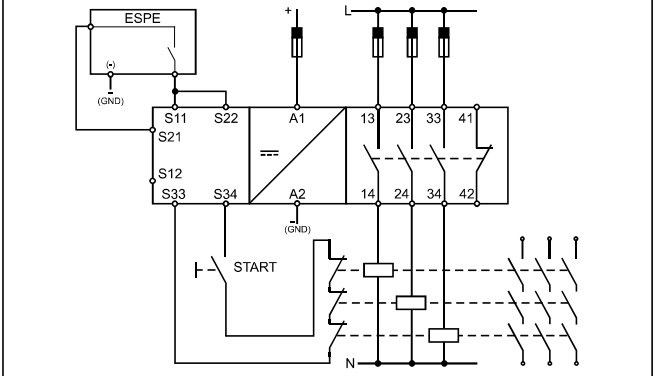 ESPE
+
L
(-)
(GND)
S11 S22 A1 13 23 33 41
S21
S12
S33 S34 A2 14 24 34 42
-
(GND)
START
N